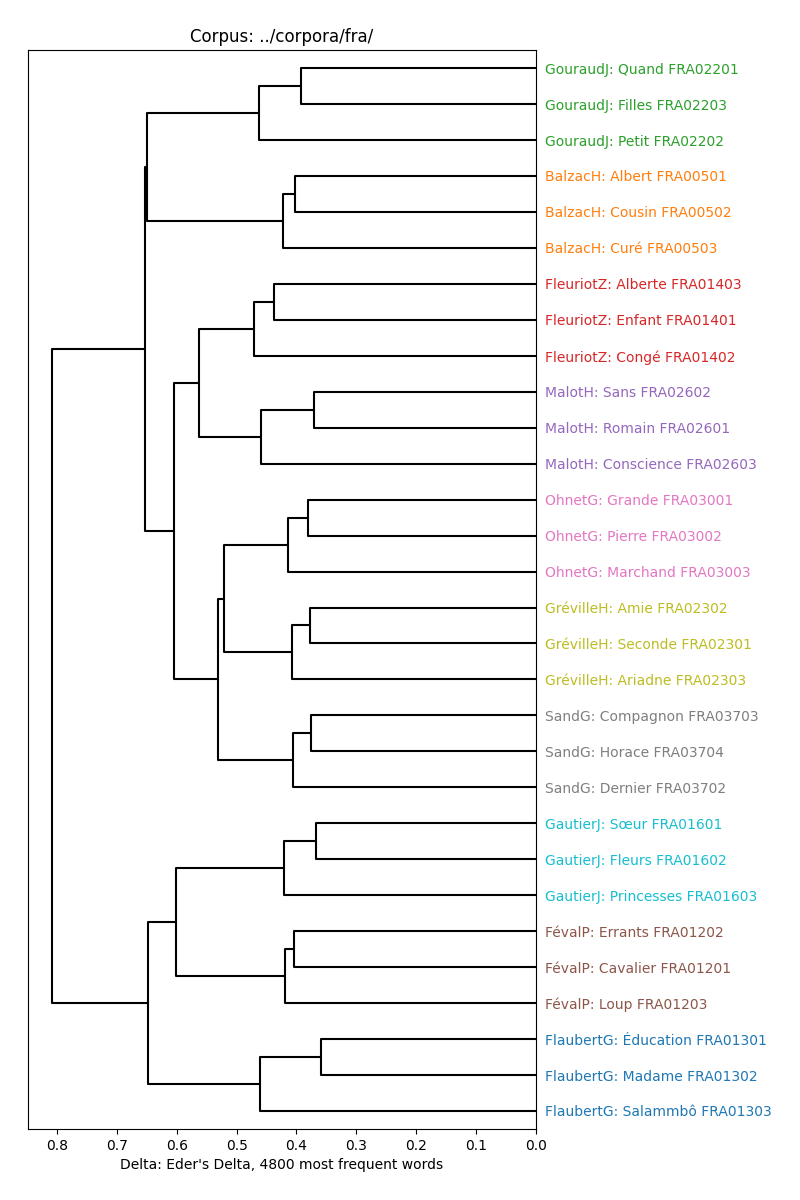 Corpus: ../corpora/fra/
GouraudJ: Quand FRA02201
GouraudJ: Filles FRA02203
GouraudJ: Petit FRA02202
BalzacH: Albert FRA00501
BalzacH: Cousin FRA00502
BalzacH: Curé FRA00503
FleuriotZ: Alberte FRA01403
FleuriotZ: Enfant FRA01401
FleuriotZ: Congé FRA01402
MalotH: Sans FRA02602
MalotH: Romain FRA02601
MalotH: Conscience FRA02603
OhnetG: Grande FRA03001
OhnetG: Pierre FRA03002
OhnetG: Marchand FRA03003
GrévilleH: Amie FRA02302
GrévilleH: Seconde FRA02301
GrévilleH: Ariadne FRA02303
SandG: Compagnon FRA03703
SandG: Horace FRA03704
SandG: Dernier FRA03702
GautierJ: Sœur FRA01601
GautierJ: Fleurs FRA01602
GautierJ: Princesses FRA01603
FévalP: Errants FRA01202
FévalP: Cavalier FRA01201
FévalP: Loup FRA01203
FlaubertG: Éducation FRA01301
FlaubertG: Madame FRA01302
FlaubertG: Salammbô FRA01303
0.8 0.7 0.6 0.5 0.4 0.3 0.2 0.1 0.0
Delta: Eder's Delta, 4800 most frequent words